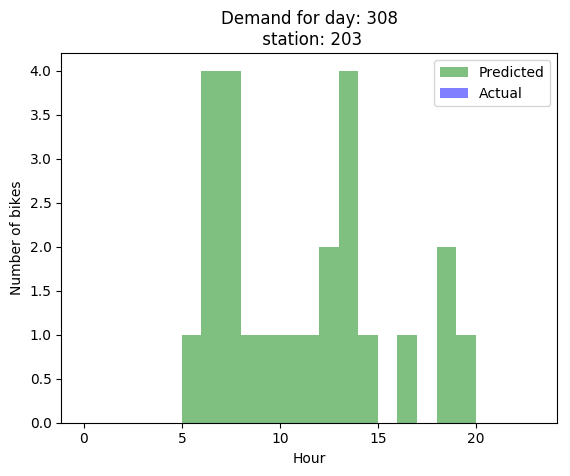 Demand for day: 308
station: 203
Predicted
Actual
4.0
3.5
3.0
2.5
2.0
1.5
1.0
0.5
0.0
Number of bikes
0 5 10 15 20
Hour